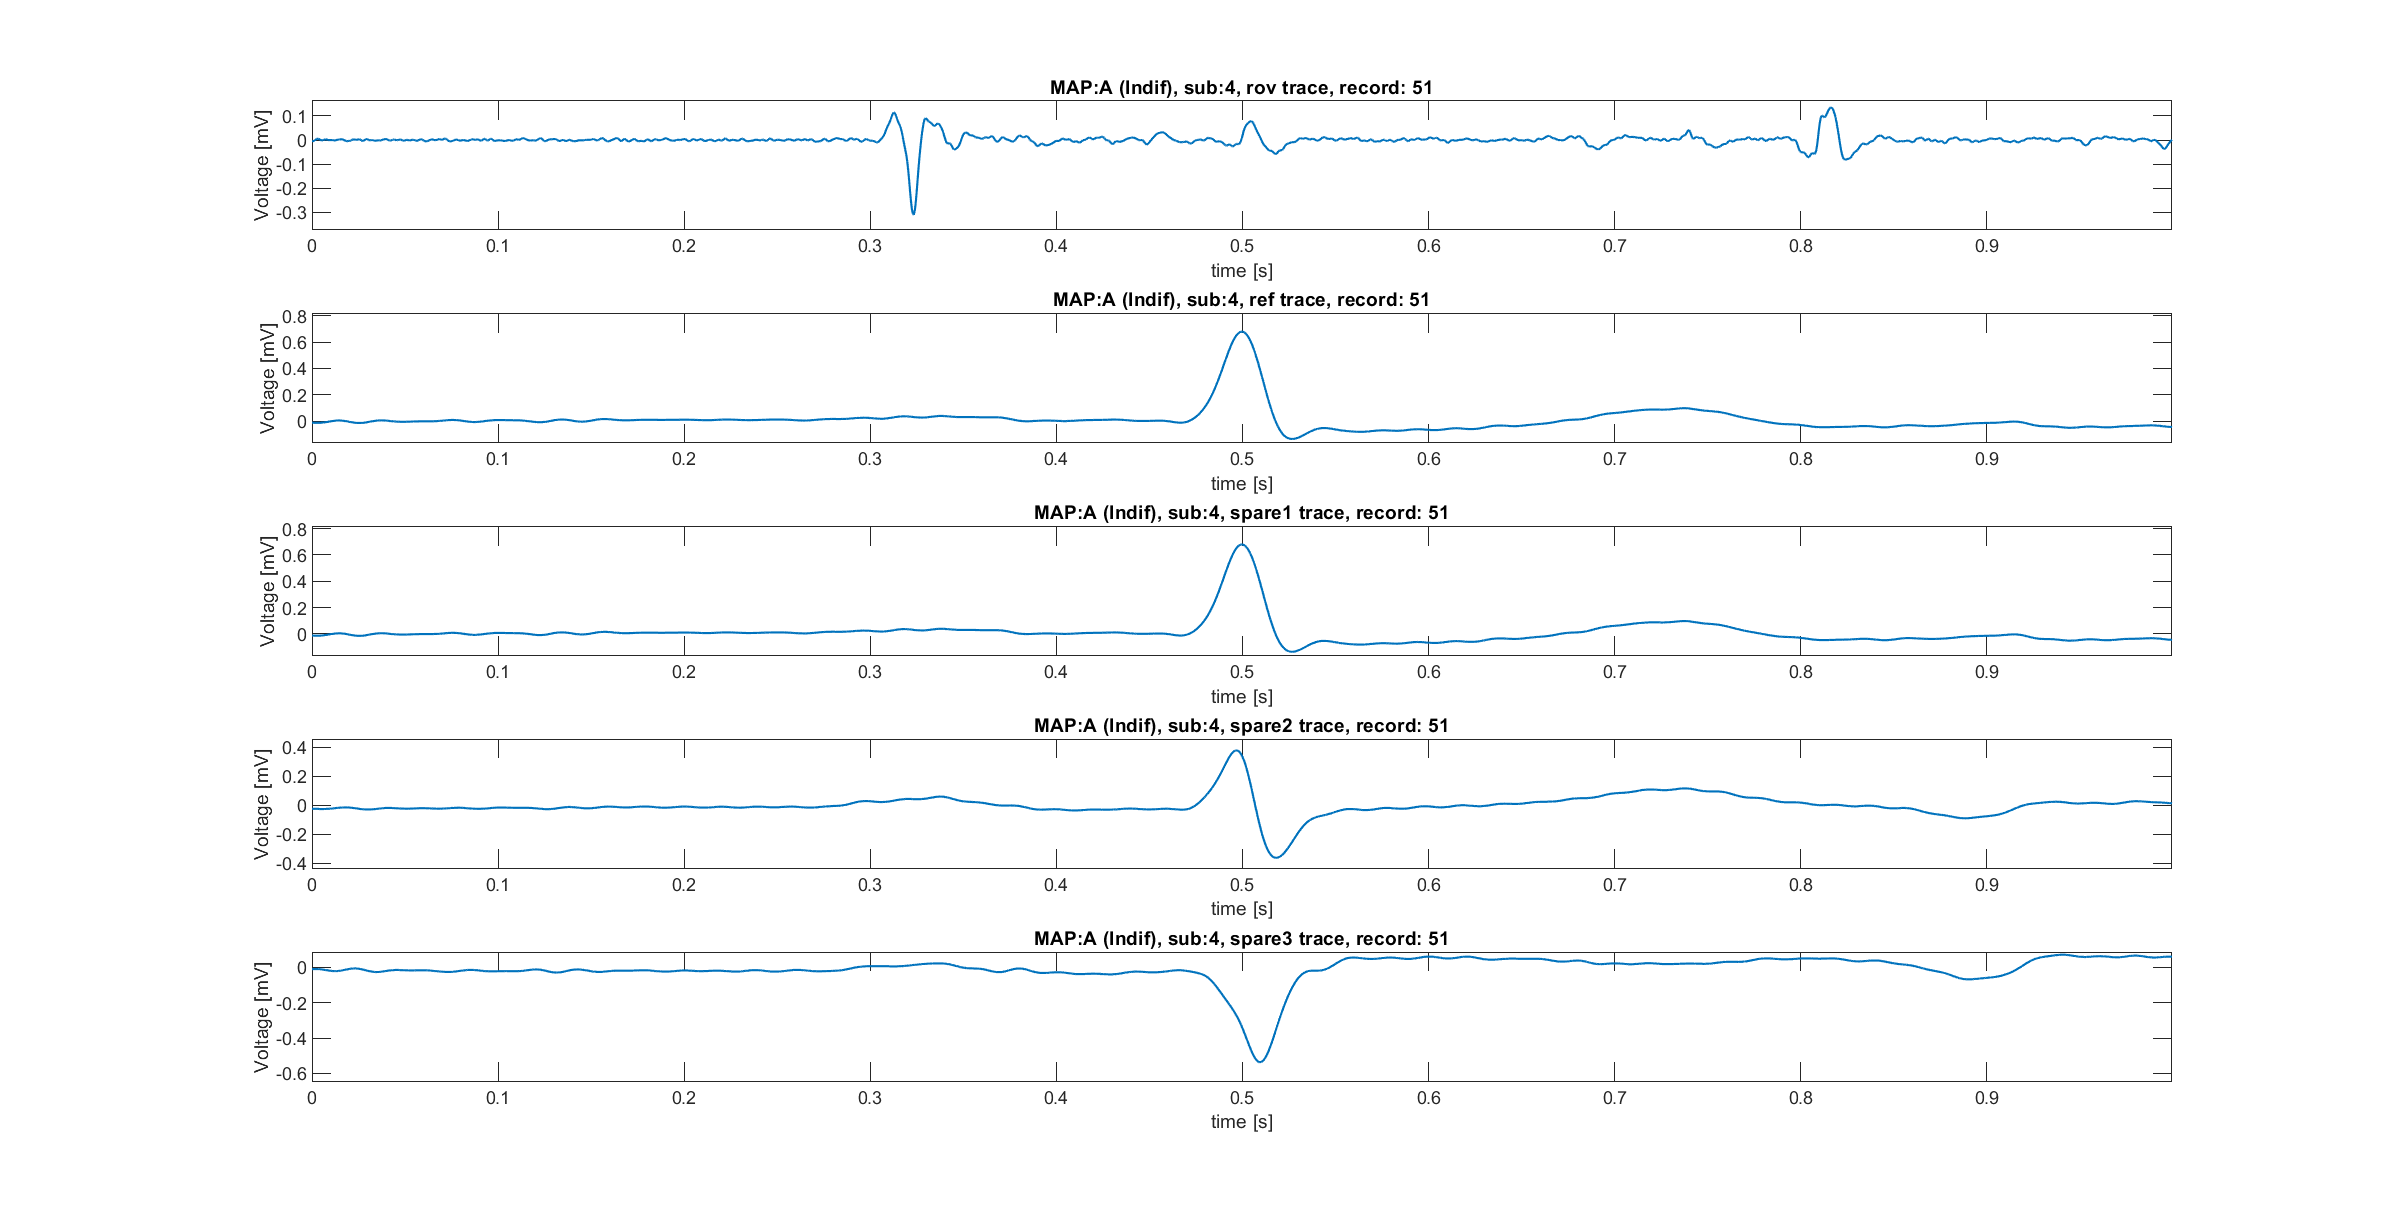 MAP:A (Indif), sub:4, rov trace, record: 51
Voltage [mV]
0.1
0
-0.1
-0.2
-0.3
0 0.1 0.2 0.3 0.4 0.5 0.6 0.7 0.8 0.9
time [s]
MAP:A (Indif), sub:4, ref trace, record: 51
Voltage [mV]
0.8
0.6
0.4
0.2
0
0 0.1 0.2 0.3 0.4 0.5 0.6 0.7 0.8 0.9
time [s]
MAP:A (Indif), sub:4, spare1 trace, record: 51
Voltage [mV]
0.8
0.6
0.4
0.2
0
0 0.1 0.2 0.3 0.4 0.5 0.6 0.7 0.8 0.9
time [s]
MAP:A (Indif), sub:4, spare2 trace, record: 51
Voltage [mV]
0.4
0.2
0
-0.2
-0.4
0 0.1 0.2 0.3 0.4 0.5 0.6 0.7 0.8 0.9
time [s]
MAP:A (Indif), sub:4, spare3 trace, record: 51
Voltage [mV]
0
-0.2
-0.4
-0.6
0 0.1 0.2 0.3 0.4 0.5 0.6 0.7 0.8 0.9
time [s]